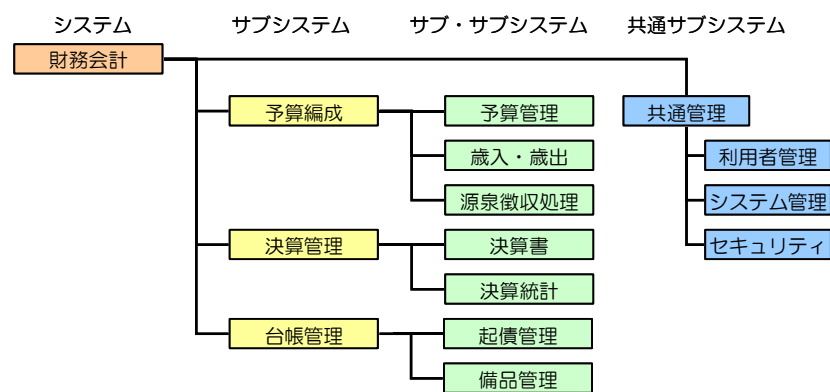 システム サブシステム サブ・サブシステム 共通サブシステム
財務会計
予算編成 予算管理 共通管理
歳入・歳出 利用者管理
源泉徴収処理 システム管理
決算管理 決算書 セキュリティ
決算統計
台帳管理 起債管理
備品管理